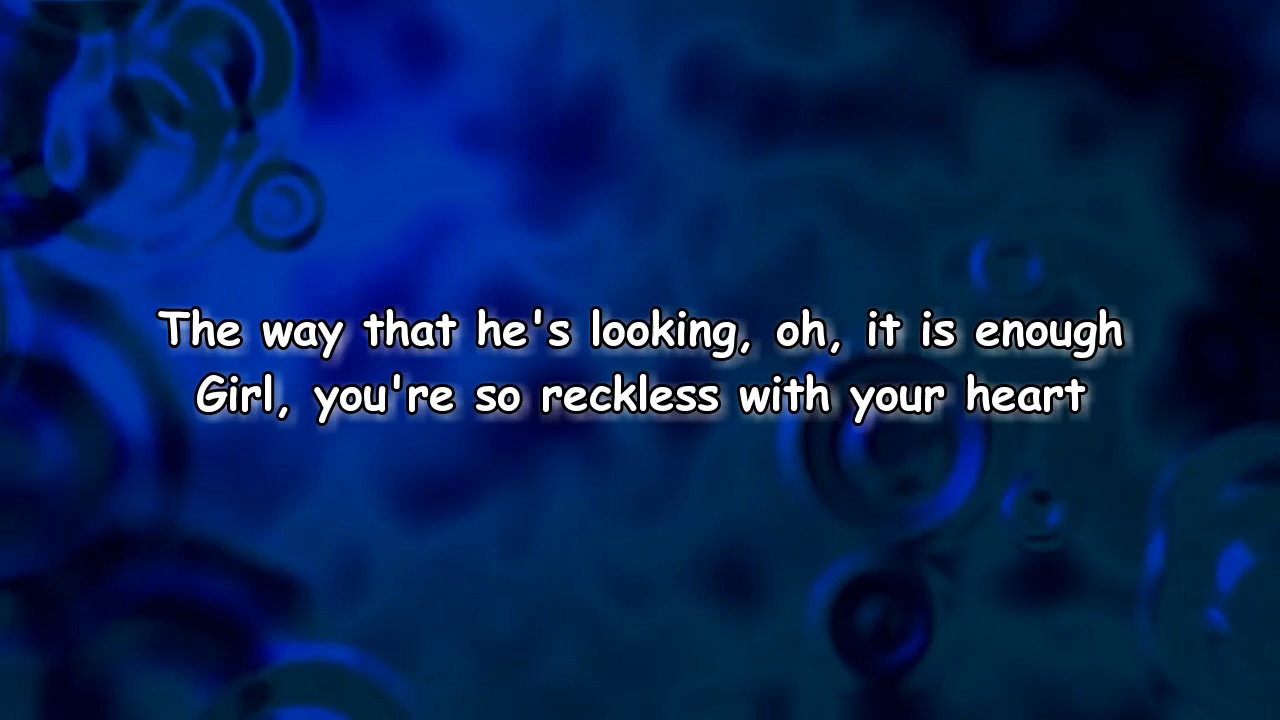 The way that he's looking, oh, it is enough
Girl, you're so reckless with your heart